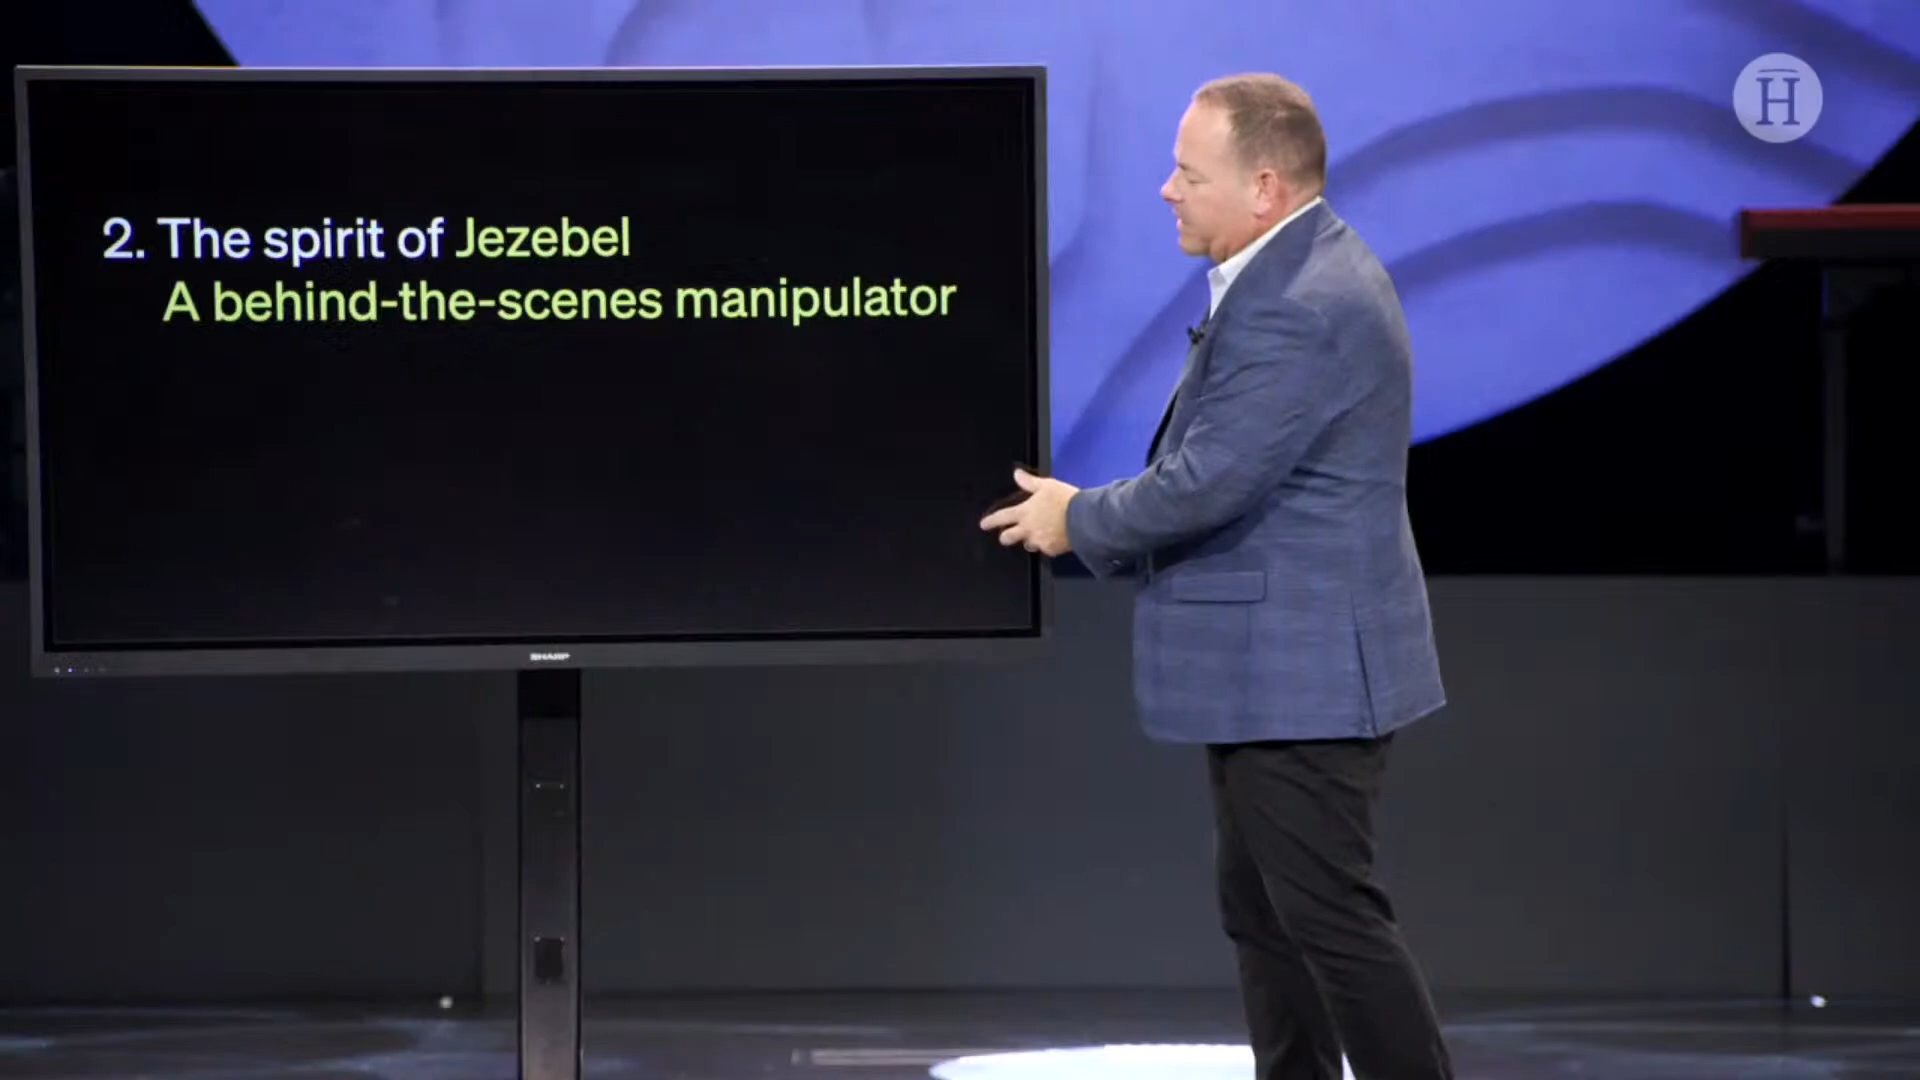 2. The spirit of Jezebel
A behind-the-scenes manipulator
SHARP
H